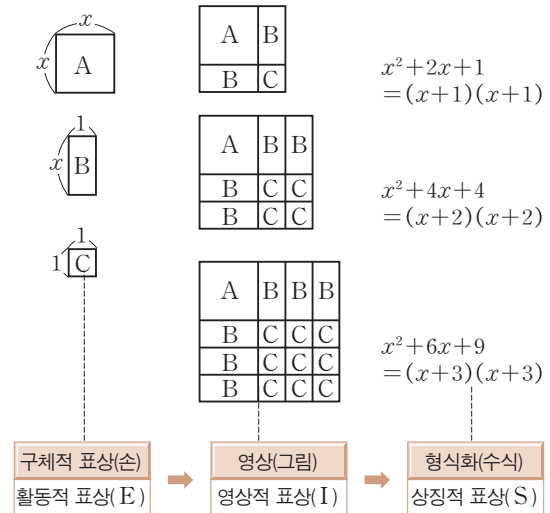 x
x A
1
x B
1
1 C
A B
B C
x²+2x+1
=(x+1)(x+1)
A B B
B C C
B C C
x²+4x+4
=(x+2)(x+2)
A B B B
B C C C
B C C C
B C C C
x²+6x+9
=(x+3)(x+3)
구체적 표상(손)
활동적 표상(E)
영상(그림)
영상적 표상(I)
형식화(수식)
상징적 표상(S)